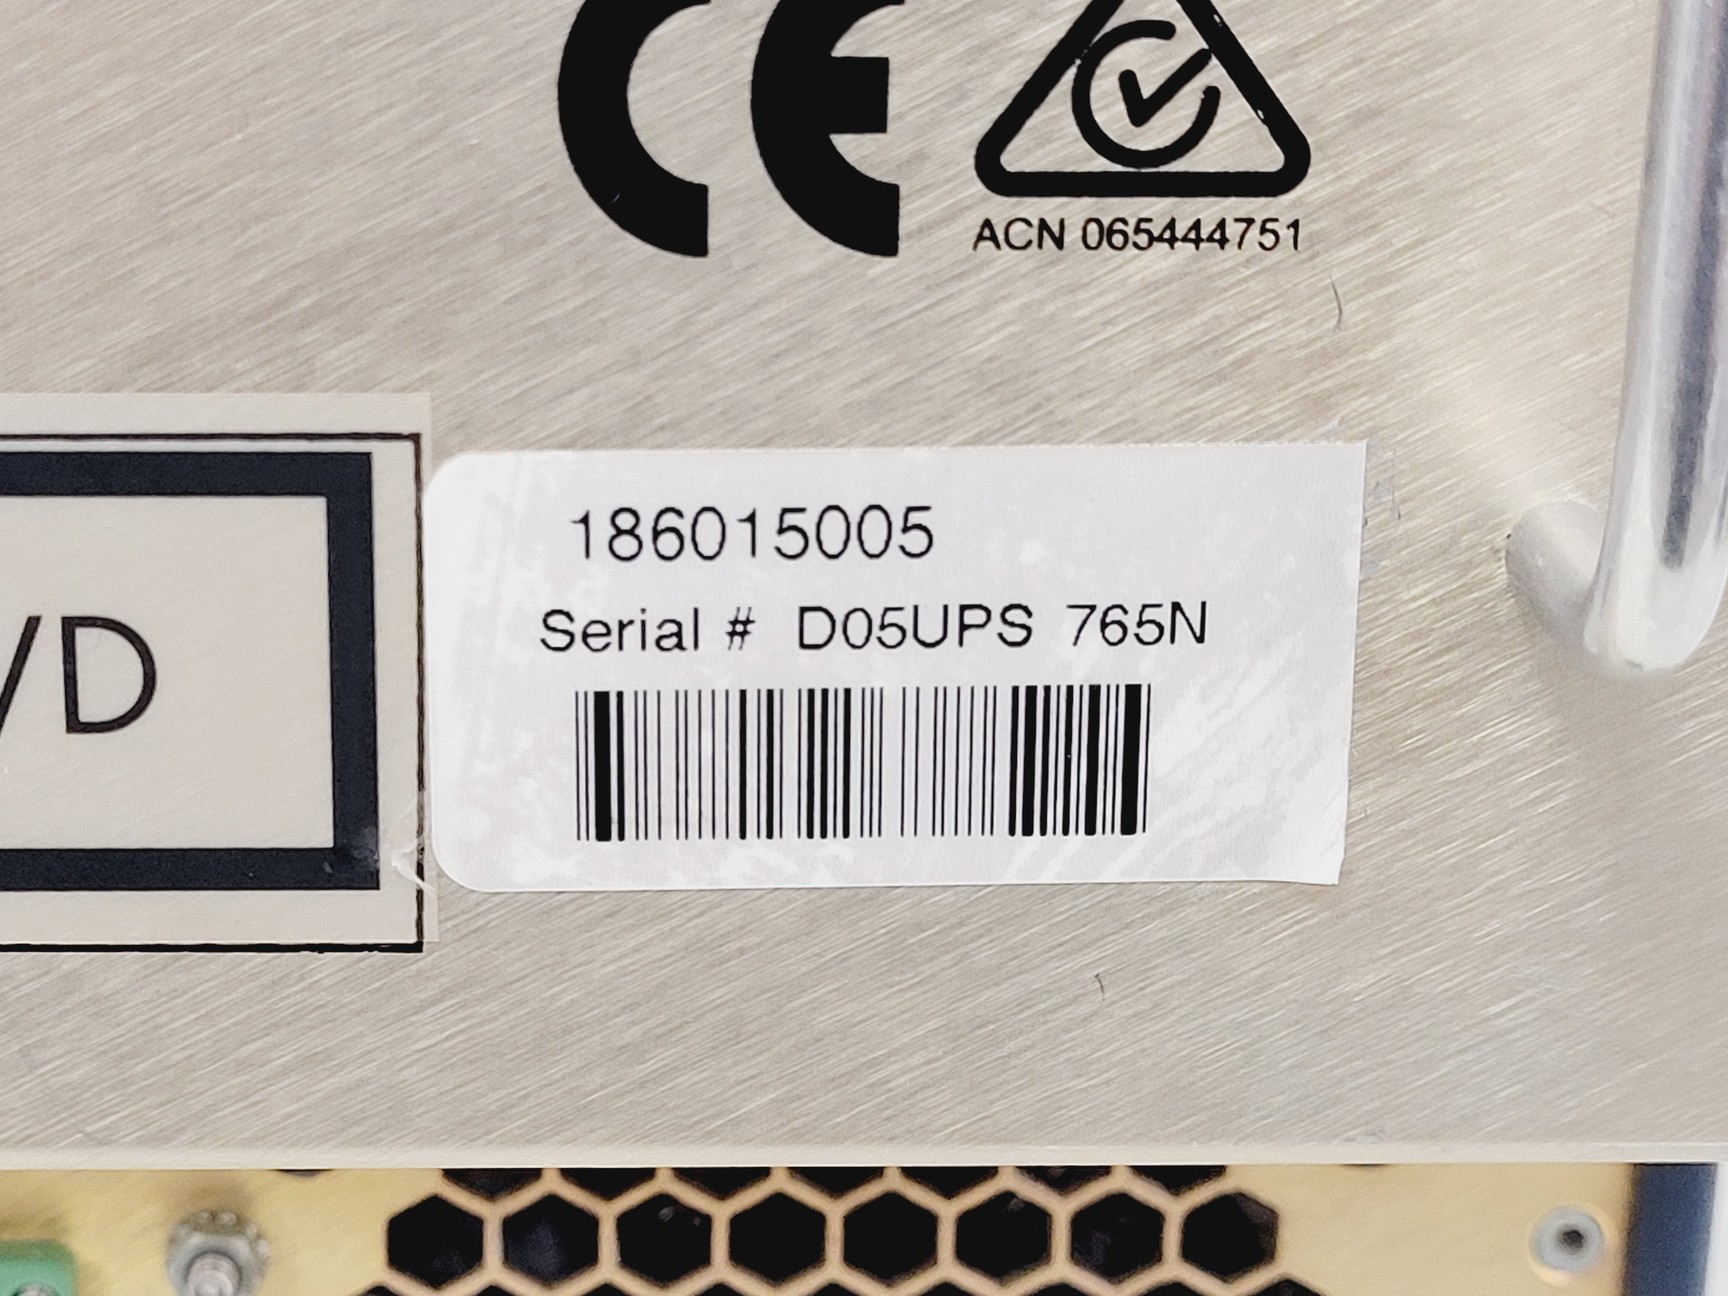 CE
ACN 065444751
/D
186015005
Serial # D05UPS 765N